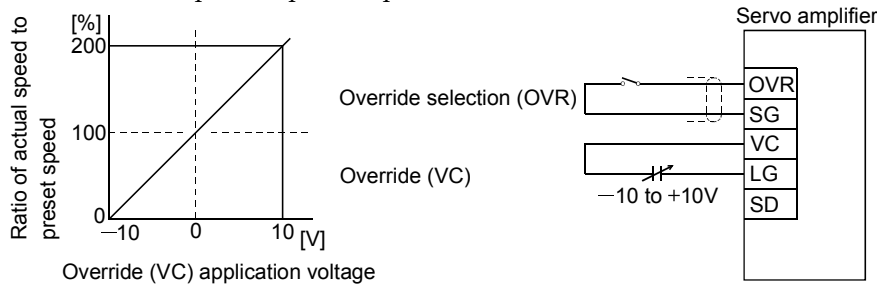 [%]
200
100
0
—10
0
10
[V]
Ratio of actual speed to
preset speed
Override (VC) application voltage
Override selection (OVR)
Override (VC)
—10 to +10V
Servo amplifier
OVR
SG
VC
LG
SD